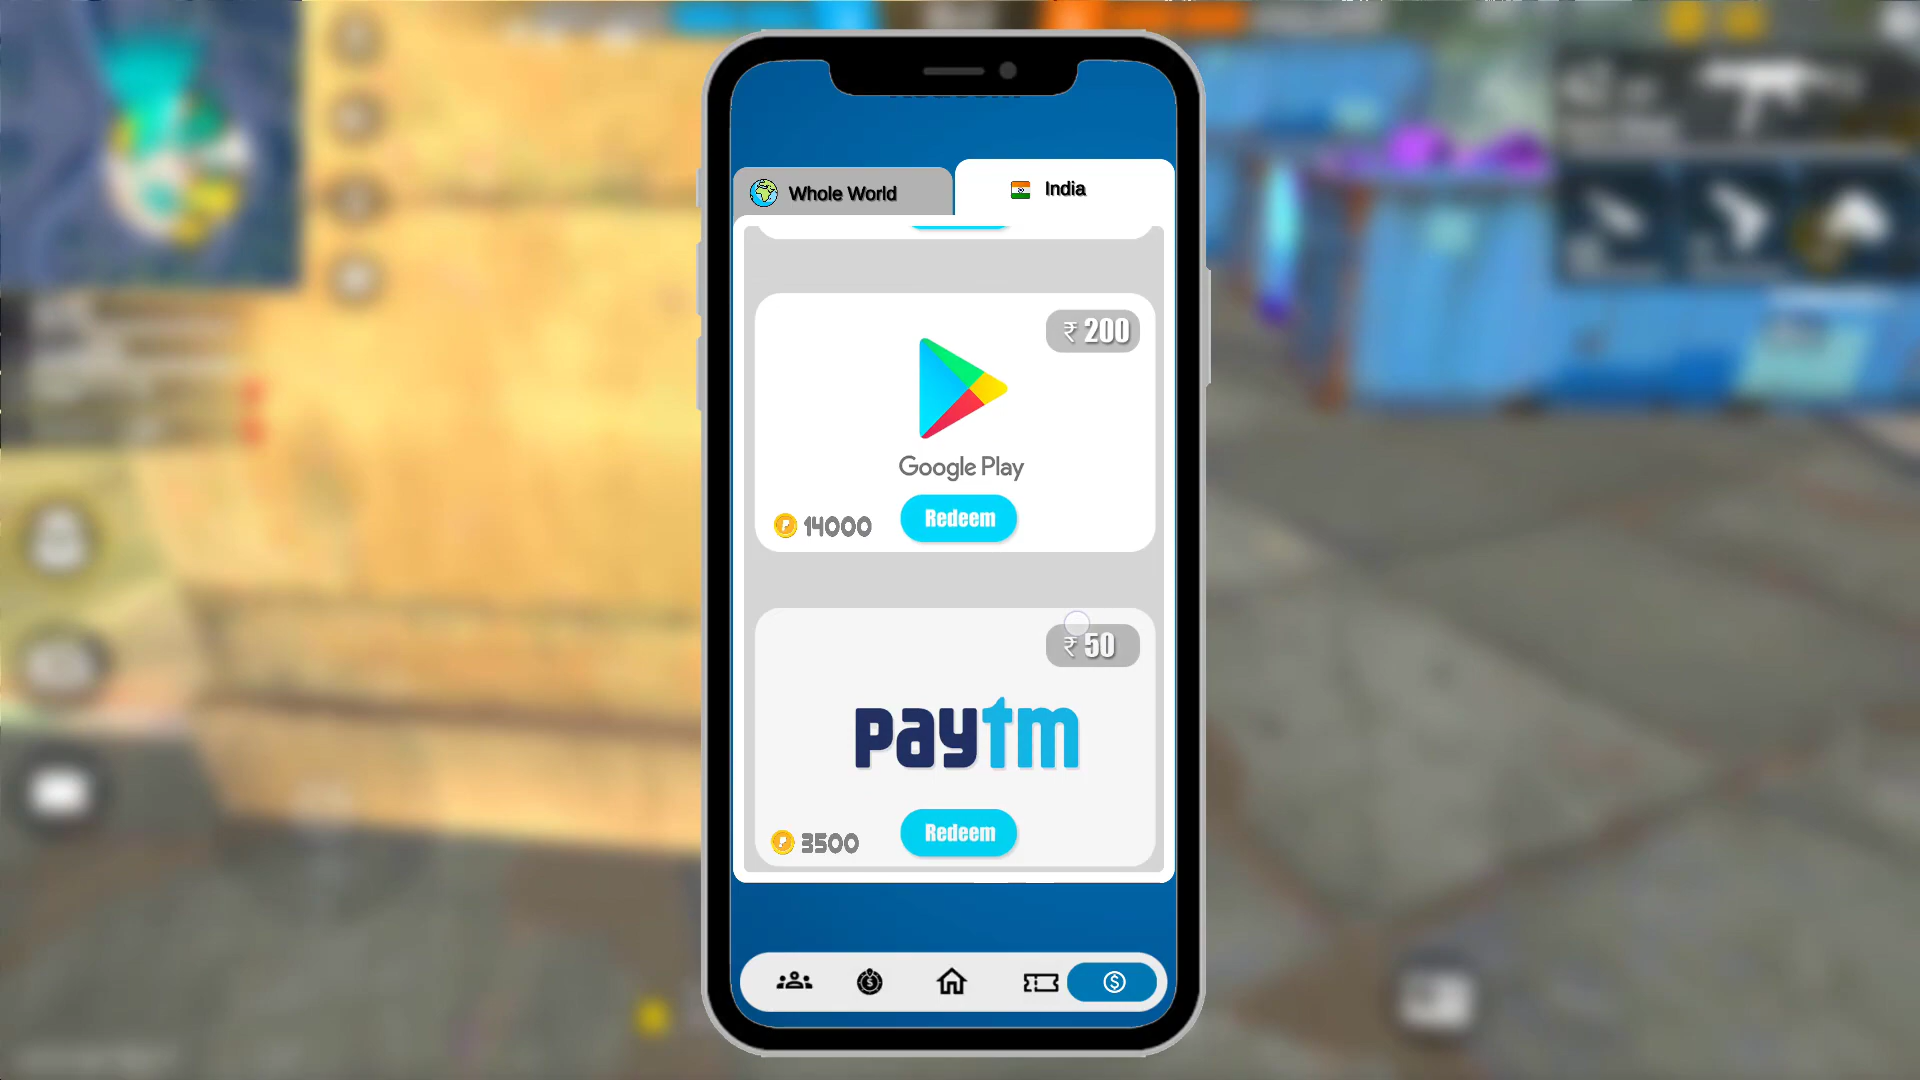 Whole World
India
₹ 200
Google Play
14000
Redeem
₹ 50
paytm
3500
Redeem